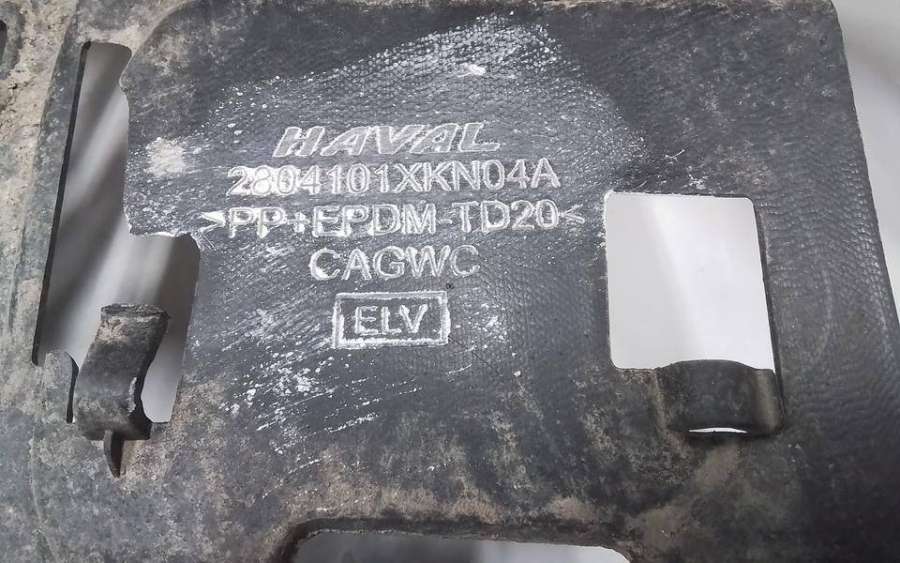 HAVAL
2804101XKN04A
>PP+EPDM-TD20<
CAGWC
ELV